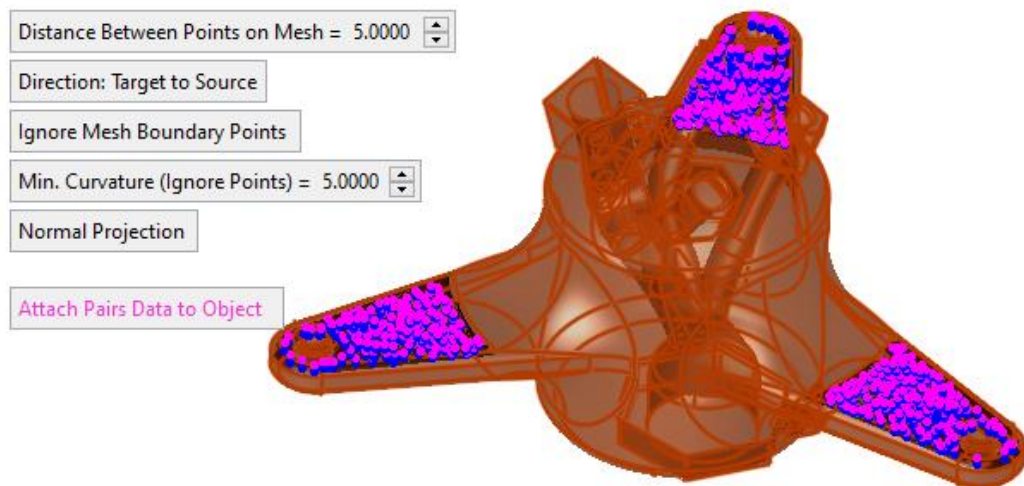 Distance Between Points on Mesh = 5.0000
Direction: Target to Source
Ignore Mesh Boundary Points
Min. Curvature (Ignore Points) = 5.0000
Normal Projection
Attach Pairs Data to Object